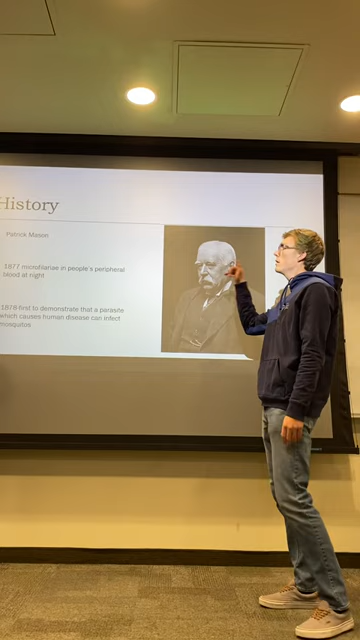 History
Patrick Mason
1877 microfilariae in people's peripheral
blood at night
1878-first to demonstrate that a parasite
which causes human disease can infect
mosquitos